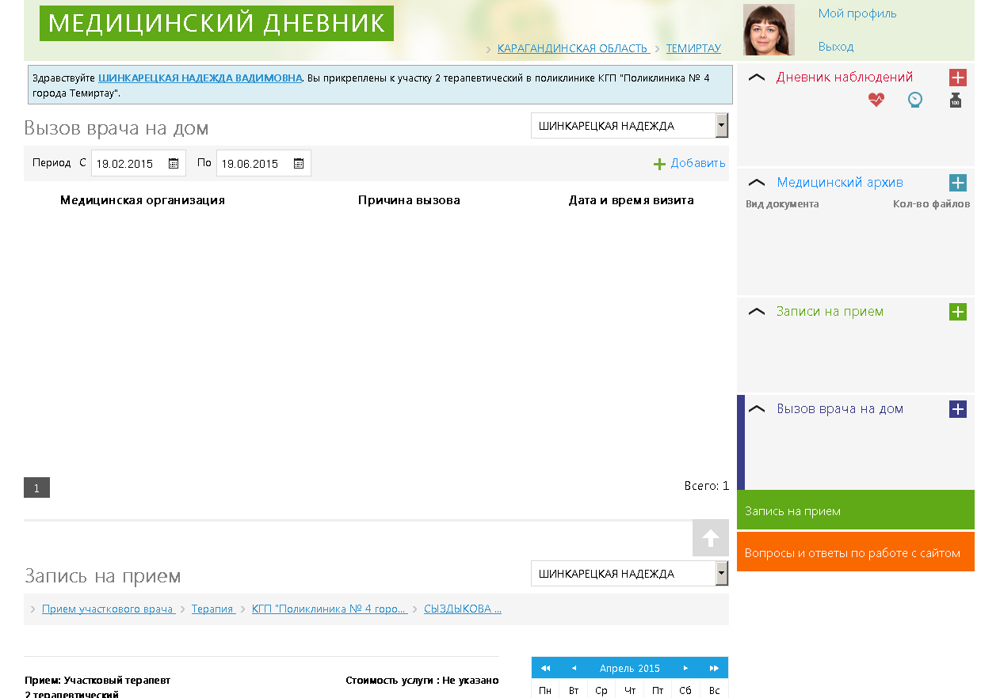 МЕДИЦИНСКИЙ ДНЕВНИК
КАРАГАНДИНСКАЯ ОБЛАСТЬ
ТЕМИРТАУ
Мой профиль
Выход
Здравствуйте ШИНКАРЕЦКАЯ НАДЕЖДА ВАДИМОВНА. Вы прикреплены к участку 2 терапевтический в поликлинике КГП "Поликлиника № 4
города Темиртау".
Вызов врача на дом
ШИНКАРЕЦКАЯ НАДЕЖДА
Период С 19.02.2015 По 19.06.2015
Добавить
Медицинская организация
Причина вызова
Дата и время визита
1
Всего: 1
Дневник наблюдений
100
Медицинский архив
Вид документа
Кол-во файлов
Записи на прием
Вызов врача на дом
Запись на прием
Вопросы и ответы по работе с сайтом
Запись на прием
ШИНКАРЕЦКАЯ НАДЕЖДА
Прием участкового врача
Терапия
КГП "Поликлиника № 4 горо...
СЫЗДЫКОВА ...
Прием: Участковый терапевт
2 терапевтический
Стоимость услуги : Не указано
Апрель 2015
Пн Вт Ср Чт Пт Сб Вс